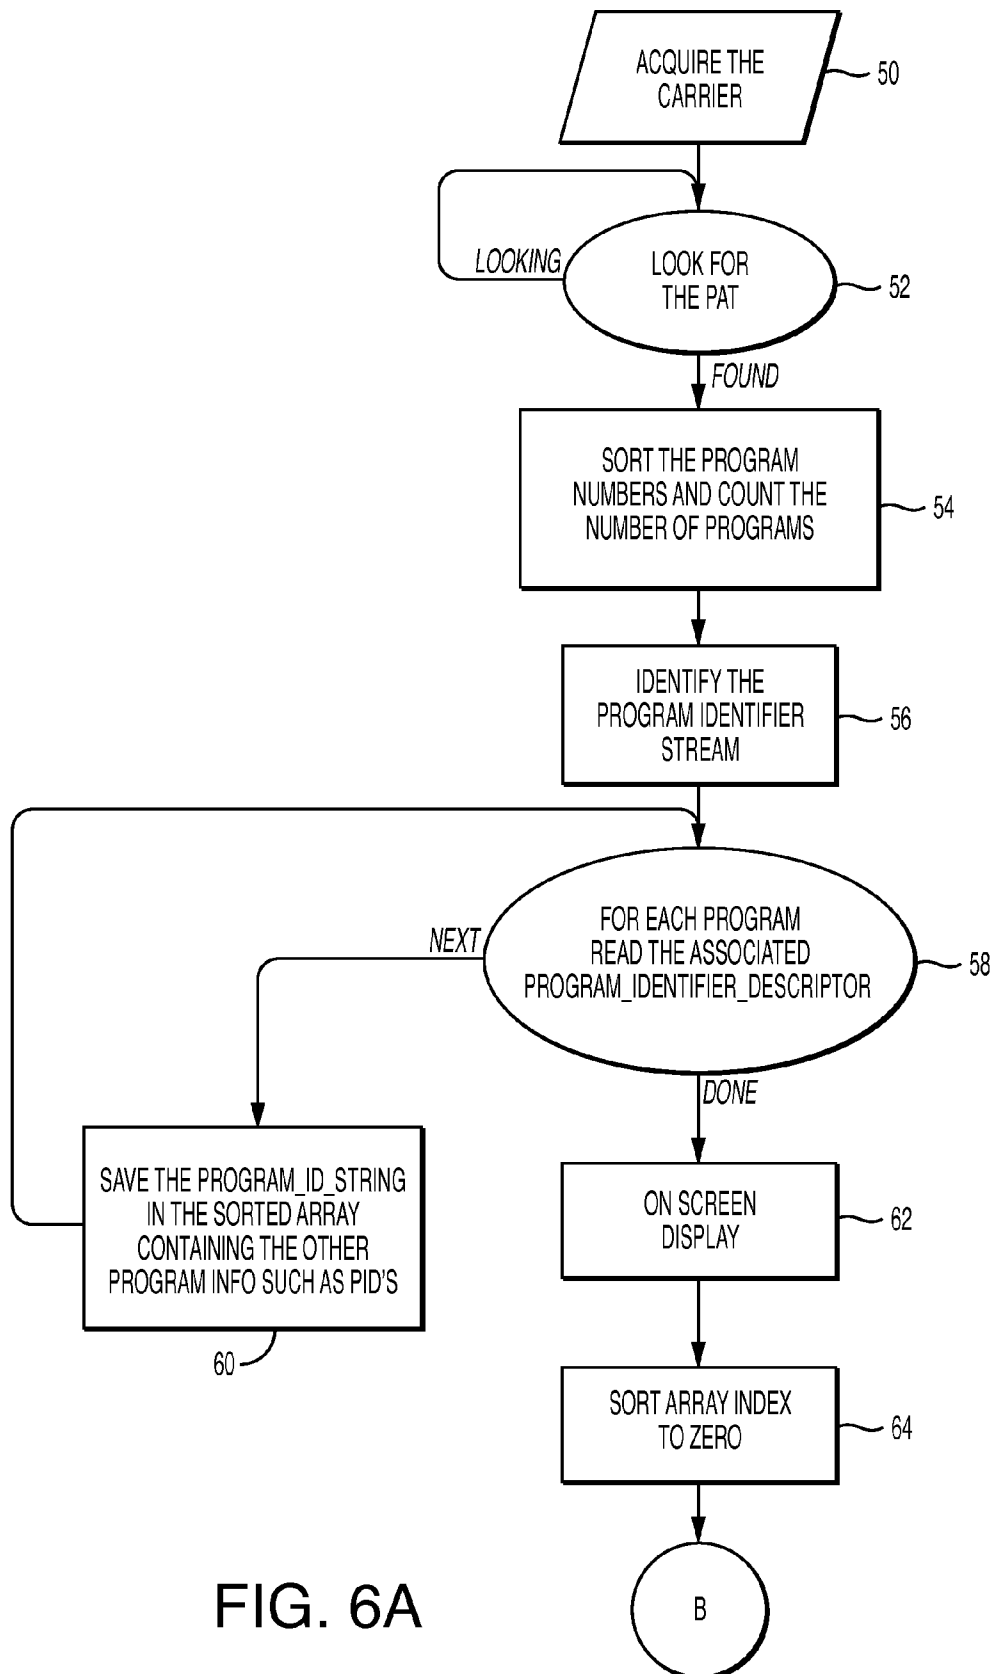 ACQUIRE THE
CARRIER
50
LOOKING
LOOK FOR
THE PAT
52
FOUND
SORT THE PROGRAM
NUMBERS AND COUNT THE
NUMBER OF PROGRAMS
54
IDENTIFY THE
PROGRAM IDENTIFIER
STREAM
56
NEXT
FOR EACH PROGRAM
READ THE ASSOCIATED
PROGRAM_IDENTIFIER_DESCRIPTOR
58
DONE
SAVE THE PROGRAM_ID_STRING
IN THE SORTED ARRAY
CONTAINING THE OTHER
PROGRAM INFO SUCH AS PID'S
60
ON SCREEN
DISPLAY
62
SORT ARRAY INDEX
TO ZERO
64
B
FIG. 6A